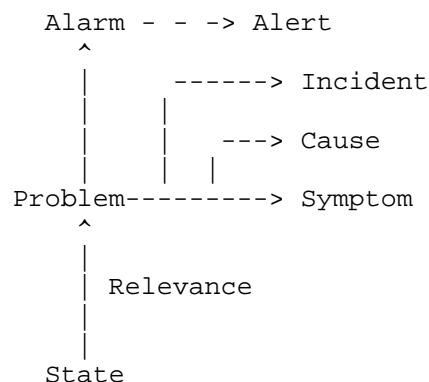 Alarm - - -> Alert
^
|     ------> Incident
|    |
|    |   ---> Cause
|    |  |
Problem---------> Symptom
^
|
| Relevance
|
|
State